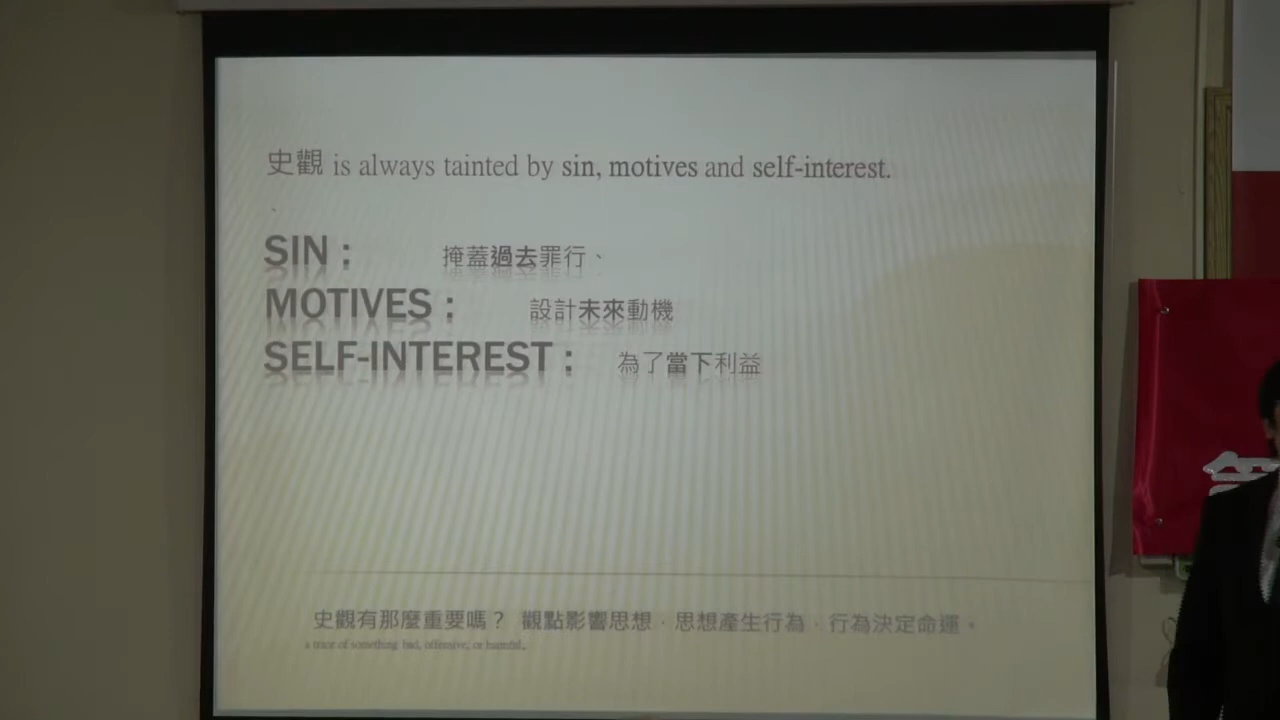 史觀 is always tainted by sin, motives and self-interest.
SIN： 掩蓋過去罪行、
MOTIVES： 設計未來動機
SELF-INTEREST： 為了當下利益
史觀有那麼重要嗎？ 觀點影響思想．思想產生行為．行為決定命運。
a trace of something bad, offensive, or harmful.